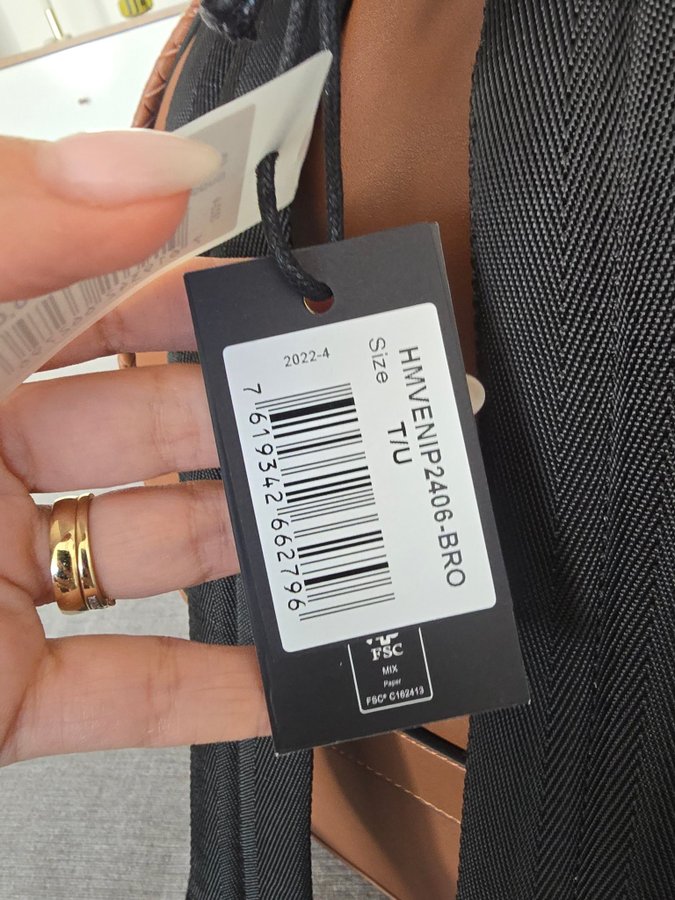 HMVENIP2406-BRO
T/U
Size
2022-4
7 619342 662796
FSC
MIX
Paper
FSC® C162413